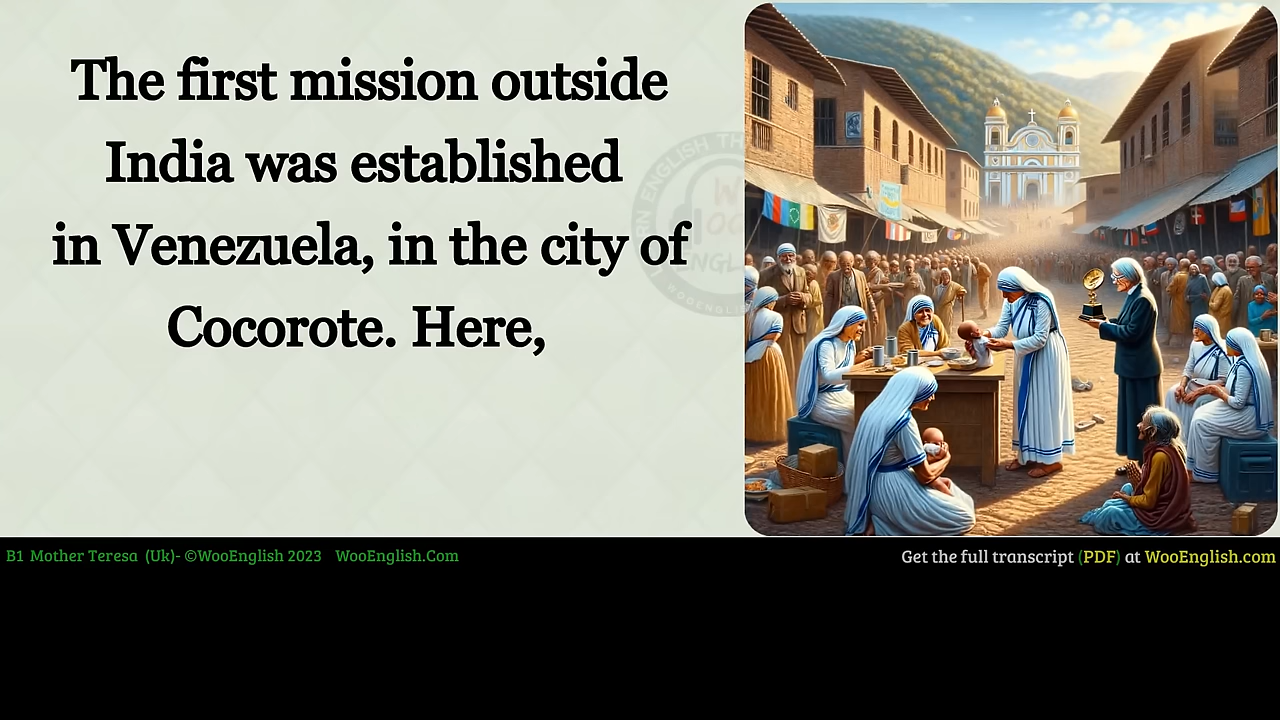 The first mission outside
India was established
in Venezuela, in the city of
Cocorote. Here,
B1 Mother Teresa (Uk)- ©WooEnglish 2023 WooEnglish.Com
Get the full transcript (PDF) at WooEnglish.com